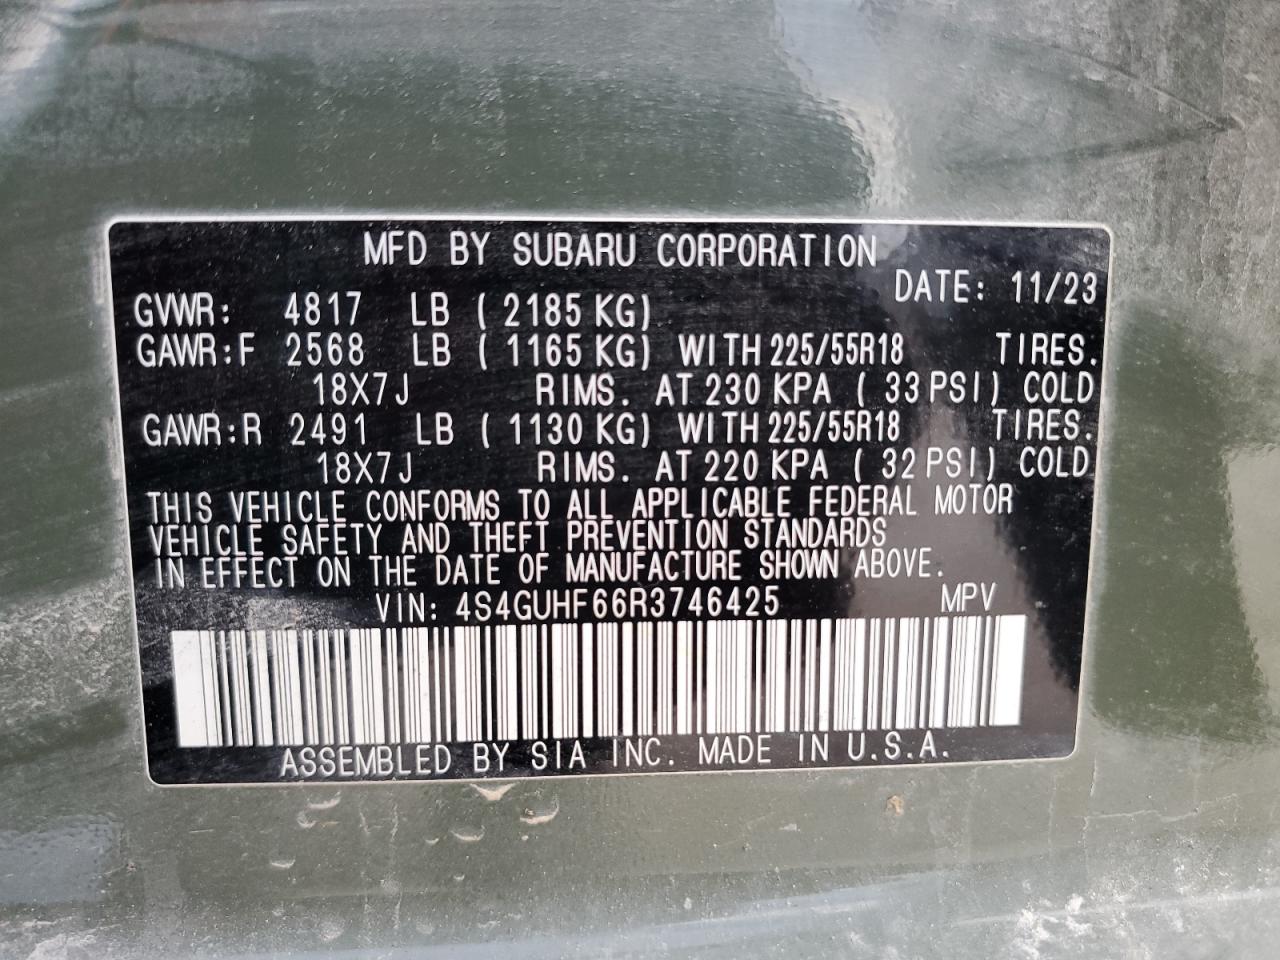 MFD BY SUBARU CORPORATION
DATE: 11/23
GVWR: 4817 LB ( 2185 KG)
GAWR:F 2568 LB ( 1165 KG) WITH 225/55R18 TIRES.
18X7J RIMS. AT 230 KPA ( 33 PSI) COLD
GAWR:R 2491 LB ( 1130 KG) WITH 225/55R18 TIRES.
18X7J RIMS. AT 220 KPA ( 32 PSI) COLD
THIS VEHICLE CONFORMS TO ALL APPLICABLE FEDERAL MOTOR
VEHICLE SAFETY AND THEFT PREVENTION STANDARDS
IN EFFECT ON THE DATE OF MANUFACTURE SHOWN ABOVE.
VIN: 4S4GUHF66R3746425 MPV
ASSEMBLED BY SIA INC. MADE IN U.S.A.